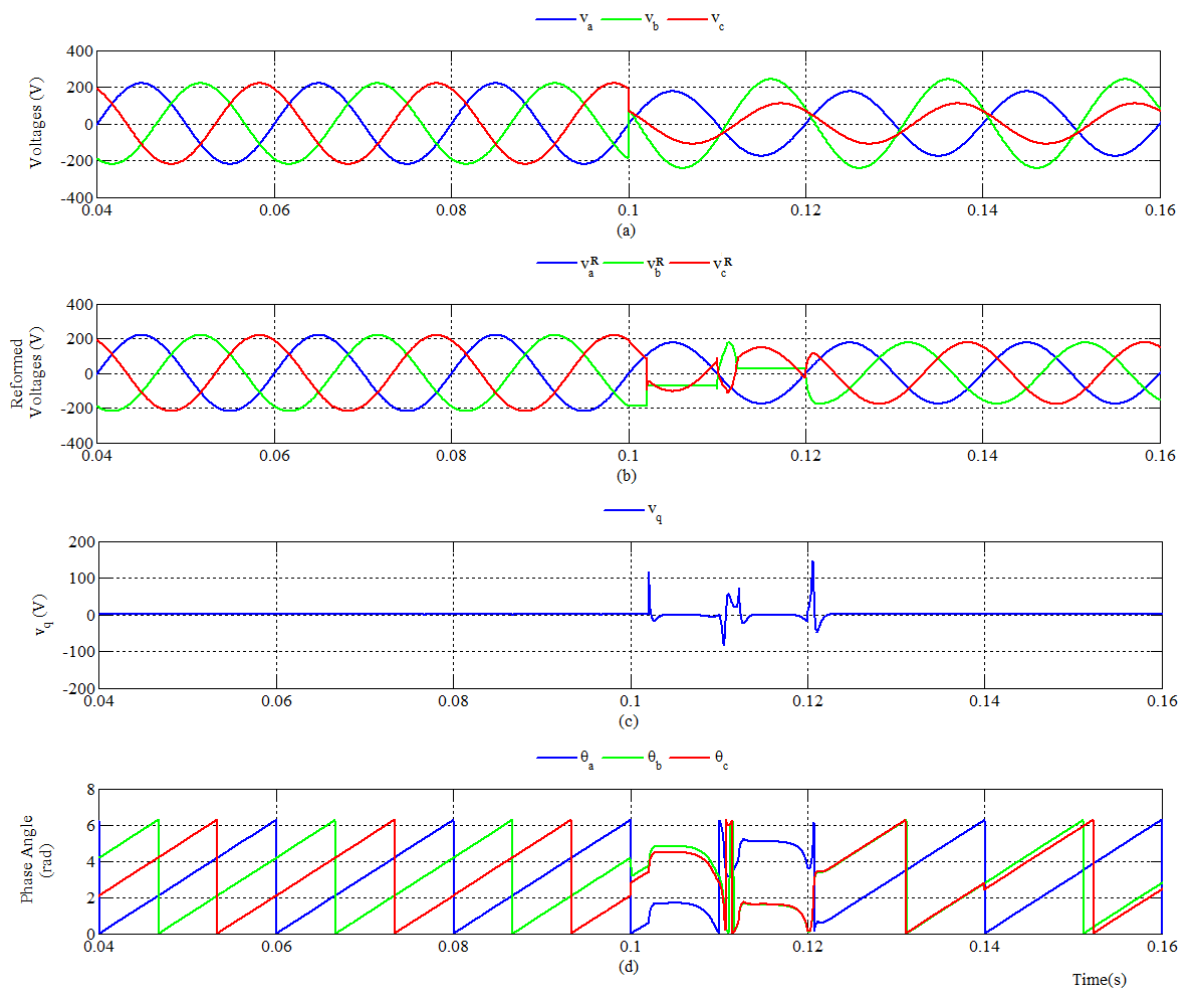 v_a v_b v_c
Voltages (V)
400
200
0
-200
-400
0.04 0.06 0.08 0.1 0.12 0.14 0.16
(a)
v_a^R v_b^R v_c^R
Reformed
Voltages (V)
400
200
0
-200
-400
0.04 0.06 0.08 0.1 0.12 0.14 0.16
(b)
v_q
v_q (V)
200
100
0
-100
-200
0.04 0.06 0.08 0.1 0.12 0.14 0.16
(c)
θ_a θ_b θ_c
Phase Angle
(rad)
8
6
4
2
0
0.04 0.06 0.08 0.1 0.12 0.14 0.16
(d)
Time(s)